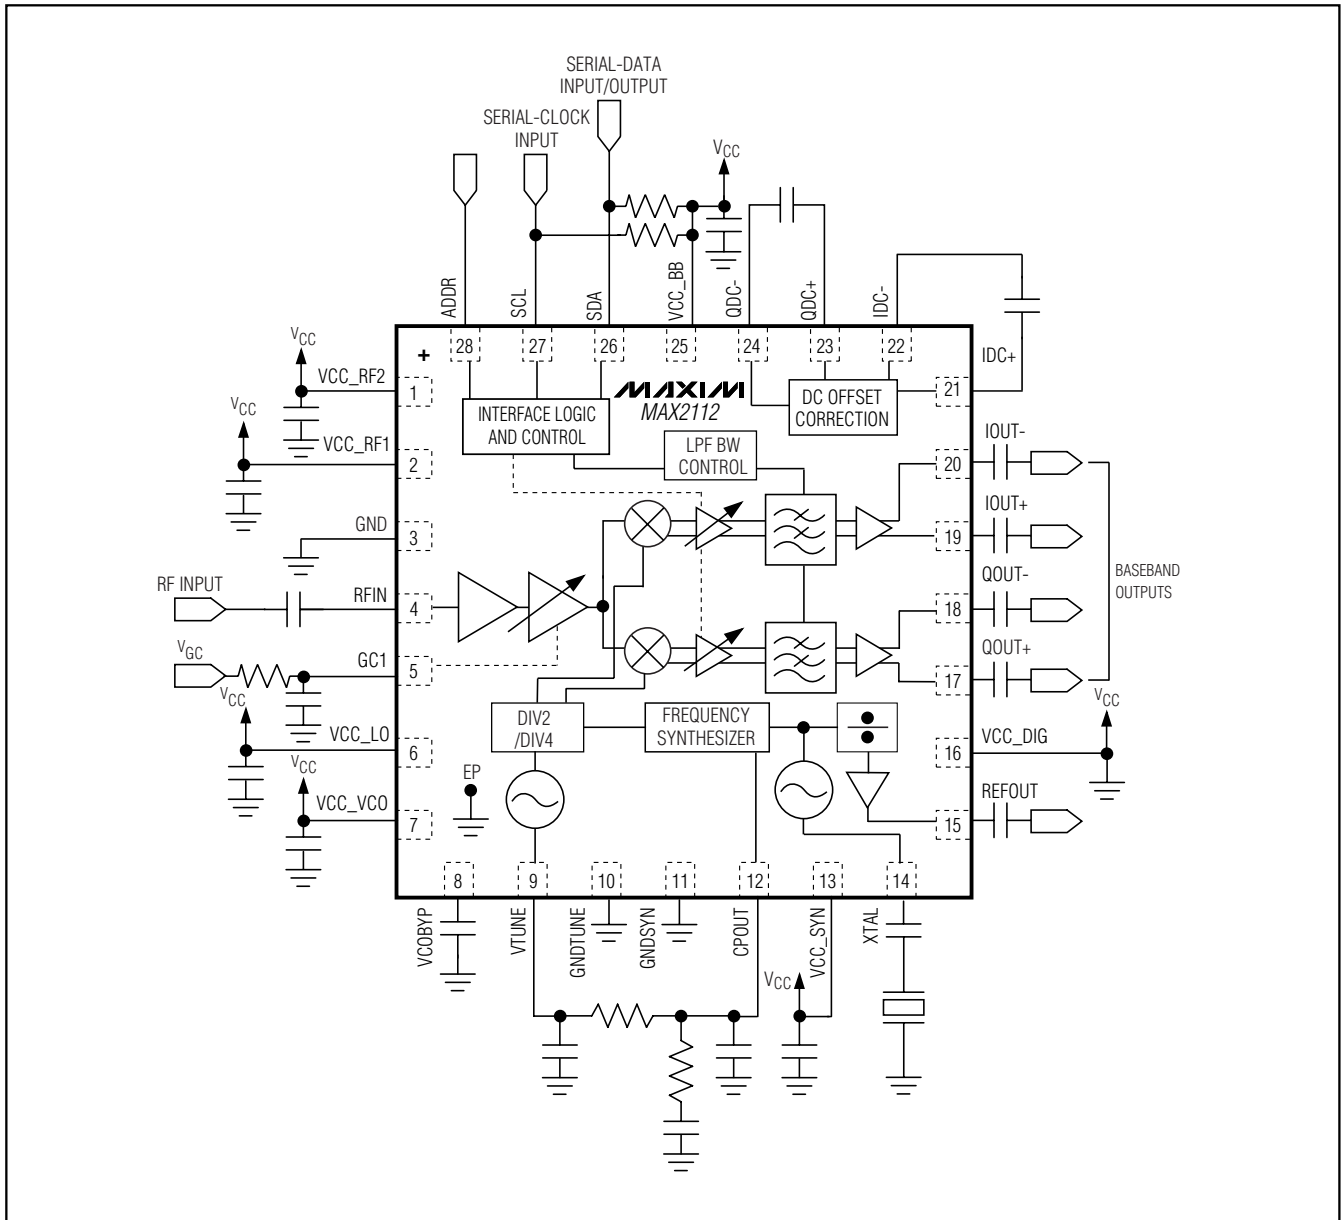 SERIAL-DATA
INPUT/OUTPUT
SERIAL-CLOCK
INPUT
VCC
ADDR
SCL
SDA
VCC_BB
QDC-
QDC+
IDC-
28
27
26
25
24
23
22
+
VCC
VCC_RF2
1
VCC
VCC_RF1
2
GND
3
RF INPUT
RFIN
4
VGC
GC1
5
VCC
VCC_LO
6
VCC
VCC_VCO
7
MAXIM
MAX2112
INTERFACE LOGIC
AND CONTROL
DC OFFSET
CORRECTION
LPF BW
CONTROL
DIV2
/DIV4
FREQUENCY
SYNTHESIZER
EP
IDC+
21
IOUT-
20
IOUT+
19
QOUT-
18
QOUT+
17
BASEBAND
OUTPUTS
VCC
VCC_DIG
16
REFOUT
15
8
9
10
11
12
13
14
VCOBYP
VTUNE
GNDTUNE
GNDSYN
CPOUT
VCC_SYN
XTAL
VCC